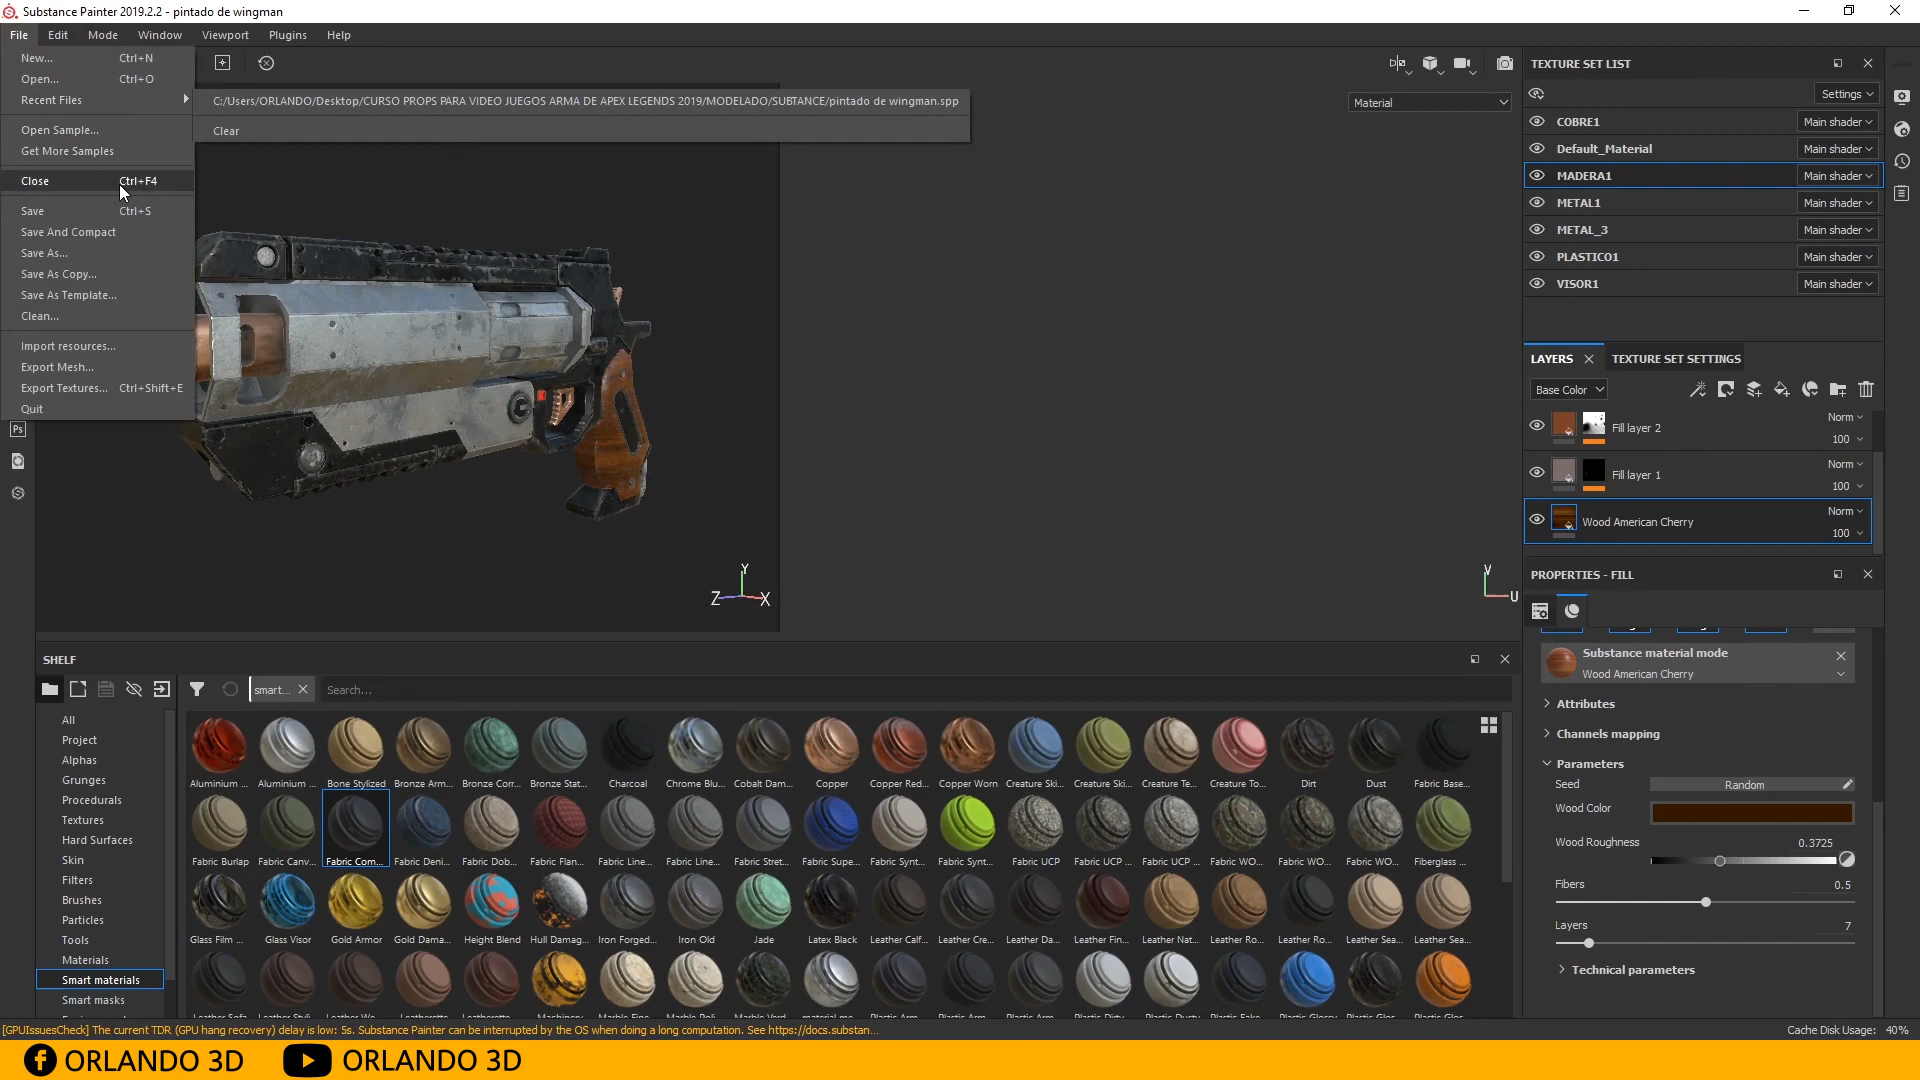 Substance Painter 2019.2.2 - pintado de wingman
File Edit Mode Window Viewport Plugins Help
New... Ctrl+N
Open... Ctrl+O
Recent Files
C:/Users/ORLANDO/Desktop/CURSO PROPS PARA VIDEO JUEGOS ARMA DE APEX LEGENDS 2019/MODELADO/SUBTANCE/pintado de wingman.spp
Clear
Open Sample...
Get More Samples
Close Ctrl+F4
Save Ctrl+S
Save And Compact
Save As...
Save As Copy...
Save As Template...
Clean...
Import resources...
Export Mesh...
Export Textures... Ctrl+Shift+E
Quit
Ps
Material
Y
Z X
V
U
TEXTURE SET LIST
Settings
COBRE1 Main shader
Default_Material Main shader
MADERA1 Main shader
METAL1 Main shader
METAL_3 Main shader
PLASTICO1 Main shader
VISOR1 Main shader
LAYERS TEXTURE SET SETTINGS
Base Color
Fill layer 2 Norm
100
Fill layer 1 Norm
100
Wood American Cherry Norm
100
PROPERTIES - FILL
Substance material mode
Wood American Cherry
Attributes
Channels mapping
Parameters
Seed Random
Wood Color
Wood Roughness 0.3725
Fibers 0.5
Layers 7
Technical parameters
SHELF
smart... Search...
All
Project
Alphas
Grunges
Procedurals
Textures
Hard Surfaces
Skin
Filters
Brushes
Particles
Tools
Materials
Smart materials
Smart masks
Aluminium ... Aluminium ... Bone Stylized Bronze Arm... Bronze Corr... Bronze Stat... Charcoal Chrome Blu... Cobalt Dam... Copper Copper Red... Copper Worn Creature Ski... Creature Ski... Creature Te... Creature To... Dirt Dust Fabric Base...
Fabric Burlap Fabric Canv... Fabric Com... Fabric Deni... Fabric Dob... Fabric Flan... Fabric Line... Fabric Line... Fabric Stret... Fabric Supe... Fabric Synt... Fabric Synt... Fabric UCP Fabric UCP ... Fabric UCP ... Fabric WO... Fabric WO... Fabric WO... Fiberglass ...
Glass Film ... Glass Visor Gold Armor Gold Dama... Height Blend Hull Damag... Iron Forged... Iron Old Jade Latex Black Leather Calf... Leather Cre... Leather Da... Leather Fin... Leather Nat... Leather Ro... Leather Ro... Leather Sea... Leather Sea...
[GPUIssuesCheck] The current TDR (GPU hang recovery) delay is low: 5s. Substance Painter can be interrupted by the OS when doing a long computation. See https://docs.substan...
Cache Disk Usage: 40%
ORLANDO 3D ORLANDO 3D